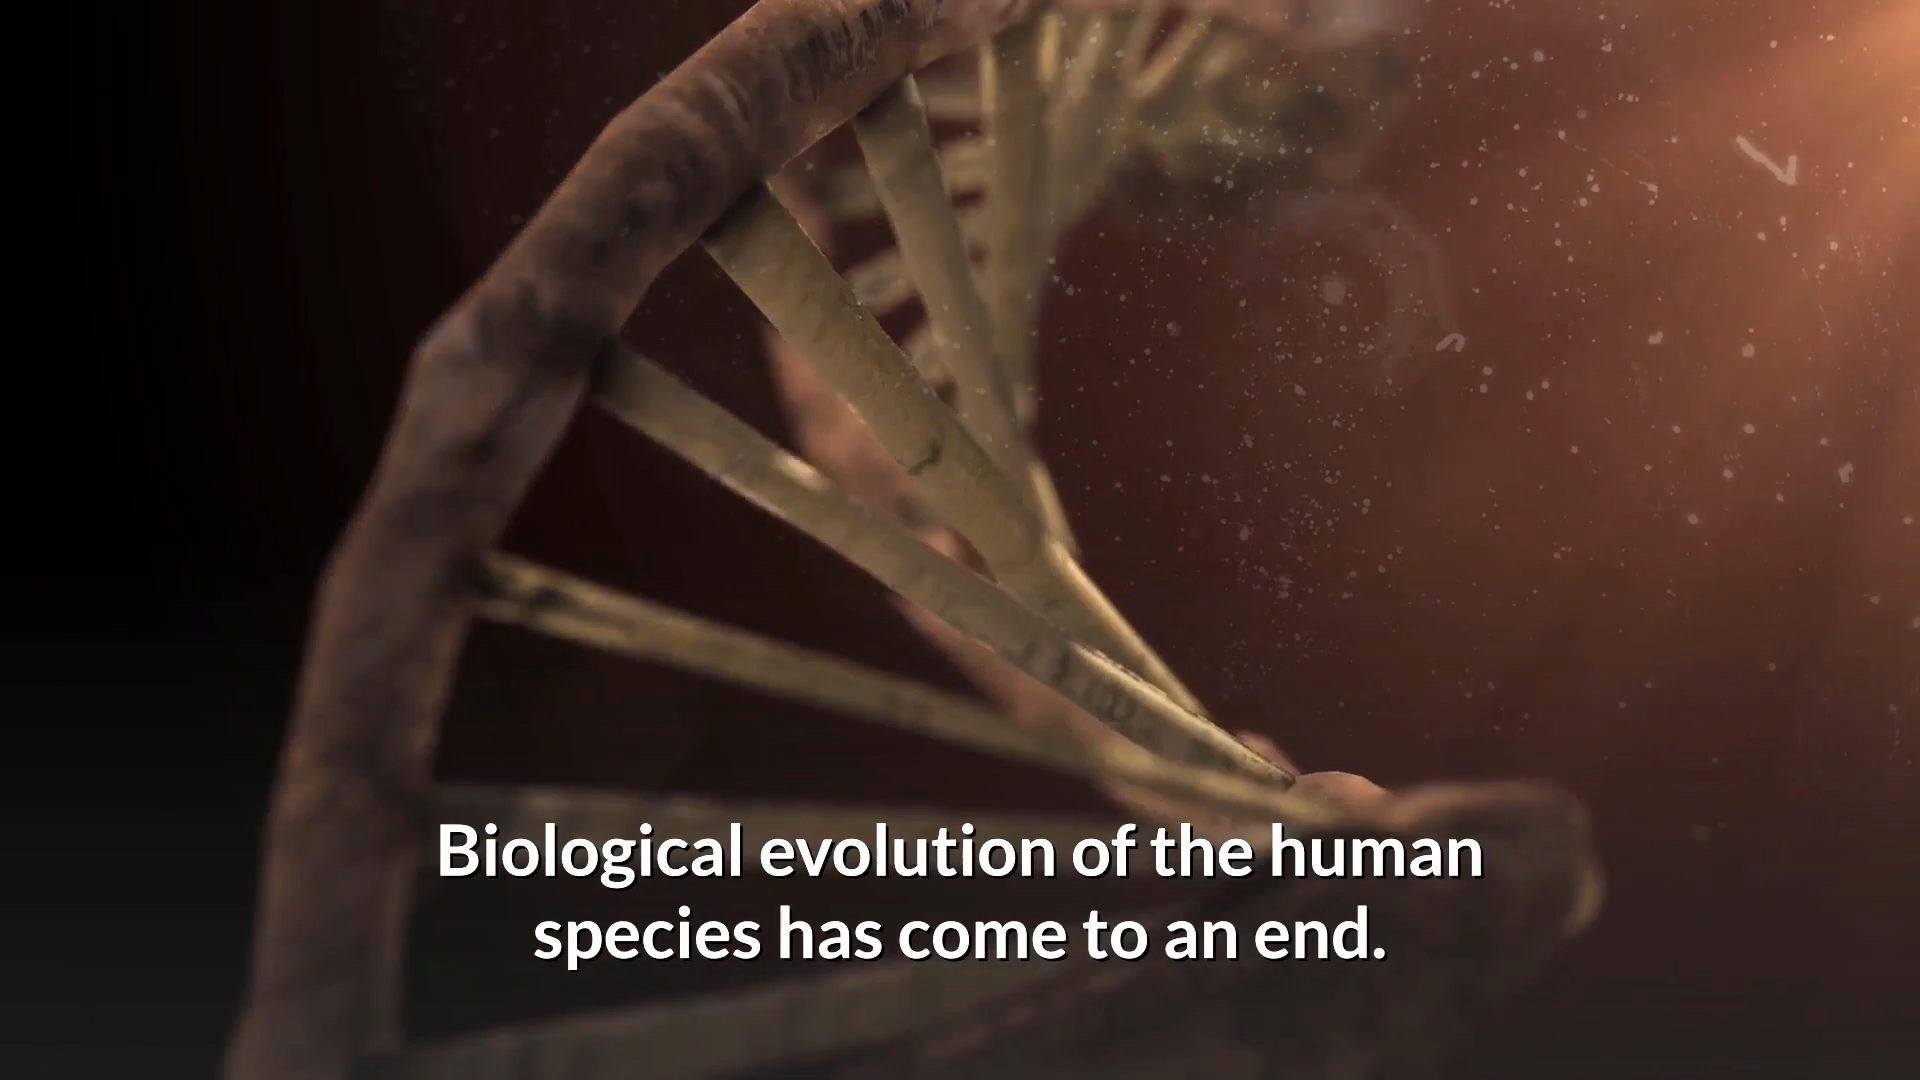 Biological evolution of the human
species has come to an end.